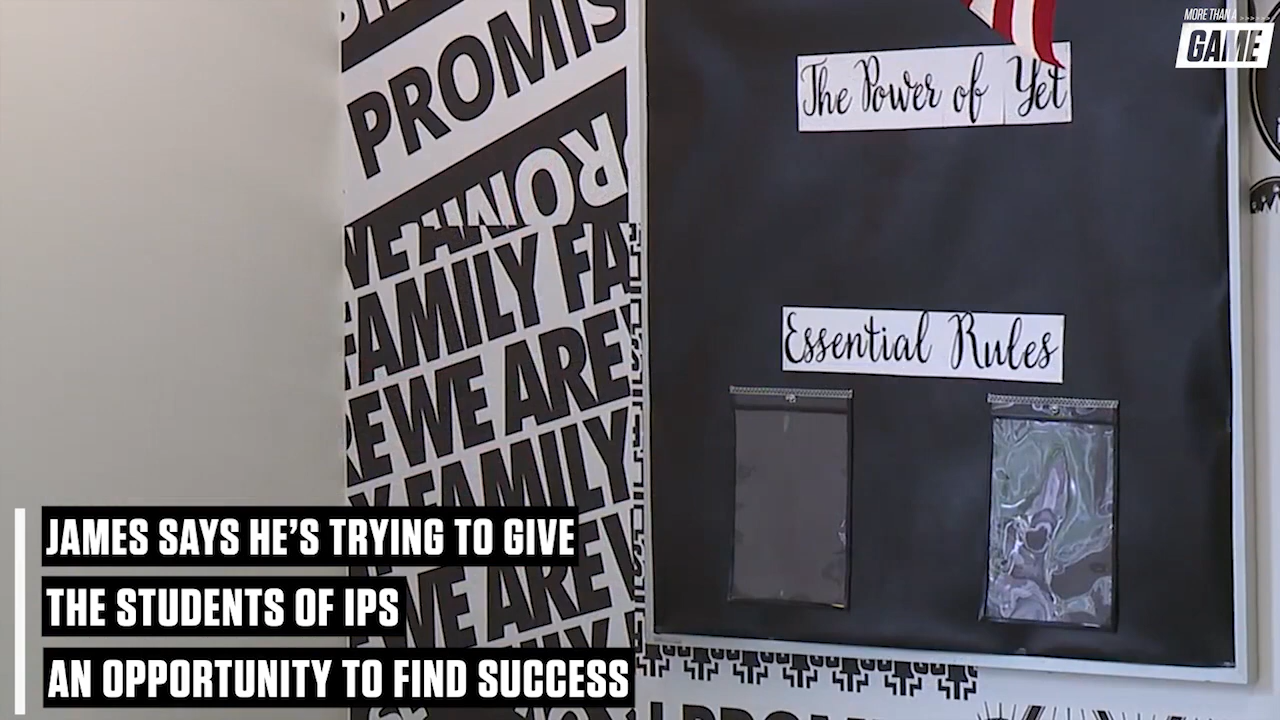 MORE THAN A
GAME
PROMIS
The Power of Yet
FAMILY FA
WE ARE
FAMILY
WE ARE
Essential Rules
JAMES SAYS HE'S TRYING TO GIVE
THE STUDENTS OF IPS
AN OPPORTUNITY TO FIND SUCCESS